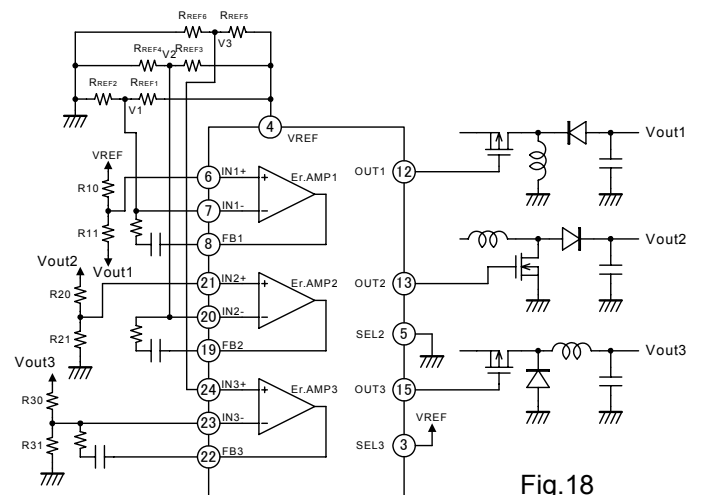 RREF6
RREF5
V3
RREF4
V2
RREF3
RREF2
RREF1
V1
4
VREF
VREF
R10
R11
Vout1
6
IN1+
+
Er.AMP1
7
IN1-
−
8
FB1
Vout2
R20
R21
21
IN2+
+
Er.AMP2
20
IN2-
−
19
FB2
Vout3
R30
R31
24
IN3+
+
Er.AMP3
23
IN3-
−
22
FB3
OUT1
12
Vout1
OUT2
13
Vout2
SEL2
5
OUT3
15
Vout3
VREF
SEL3
3
Fig.18